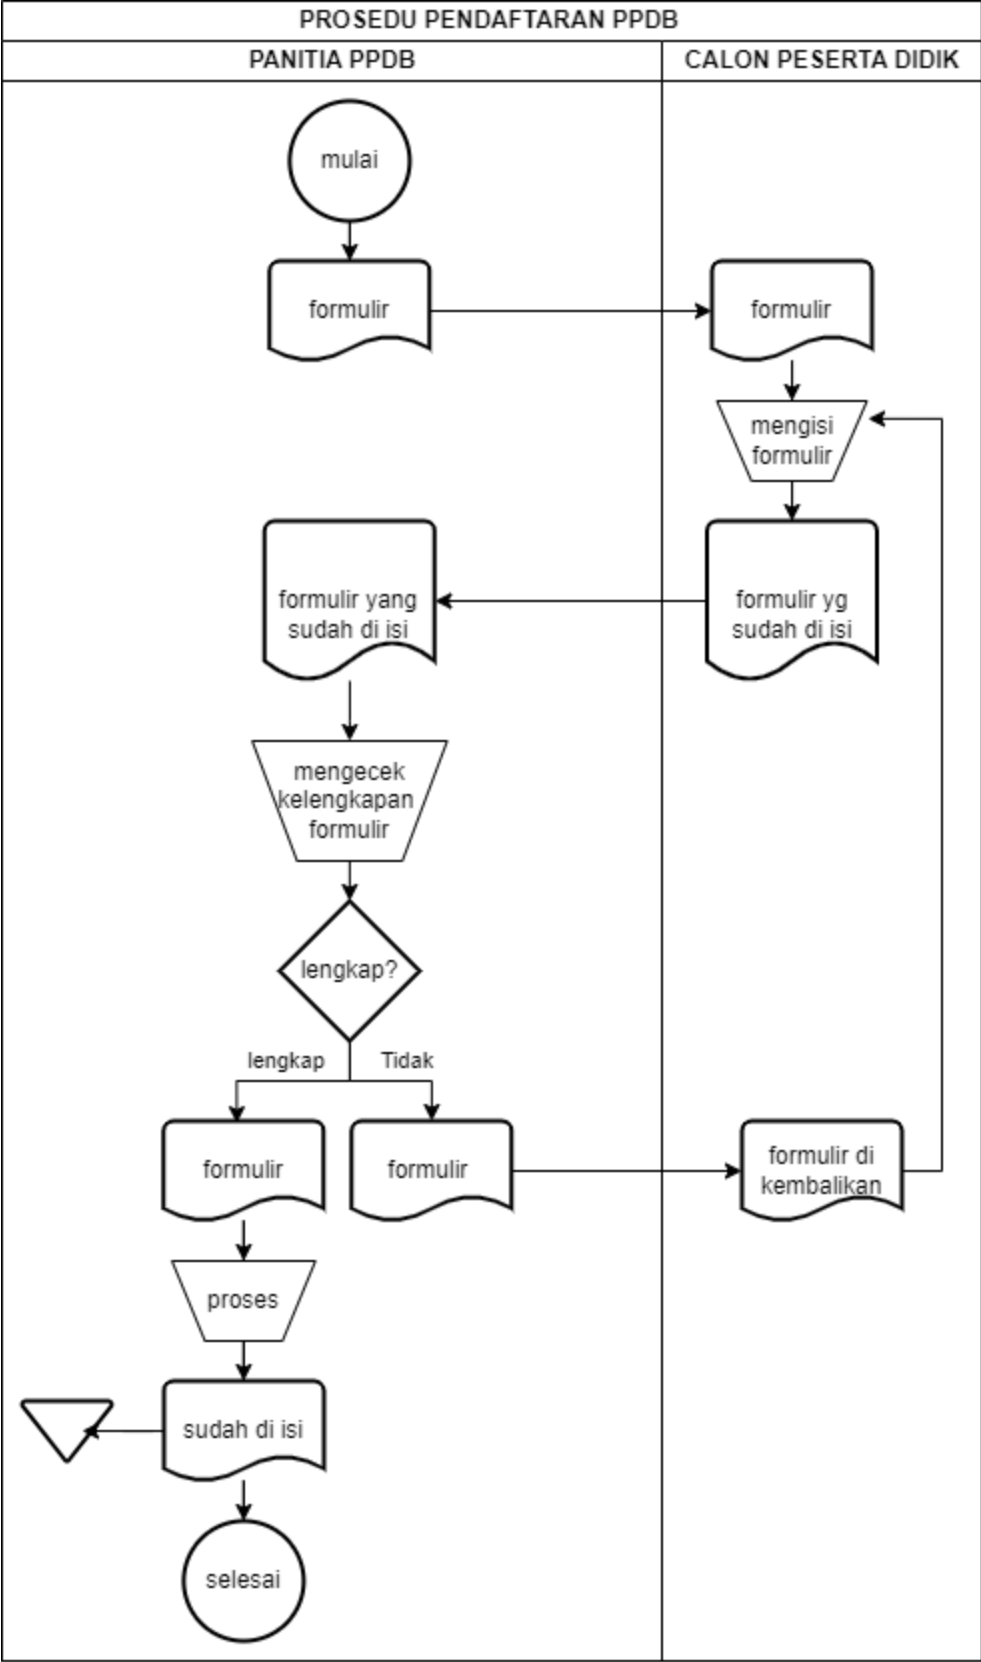 PROSEDU PENDAFTARAN PPDB
PANITIA PPDB
CALON PESERTA DIDIK
mulai
formulir
formulir
mengisi
formulir
formulir yang
sudah di isi
formulir yg
sudah di isi
mengecek
kelengkapan
formulir
lengkap?
lengkap
Tidak
formulir
formulir
formulir di
kembalikan
proses
sudah di isi
selesai